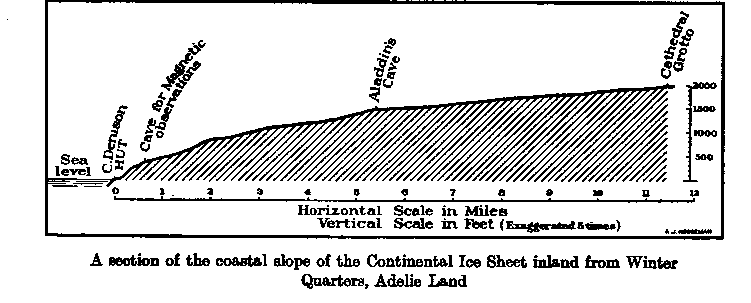 Cathedral
Grotto
Aladdin's
Cave
Cave for Magnetic
observations
C. Denison
HUT
Sea
level
2000
1500
1000
500
0 1 2 3 4 5 6 7 8 9 10 11 12
Horizontal Scale in Miles
Vertical Scale in Feet (Exaggerated 5 times)
A section of the coastal slope of the Continental Ice Sheet inland from Winter
Quarters, Adelie Land